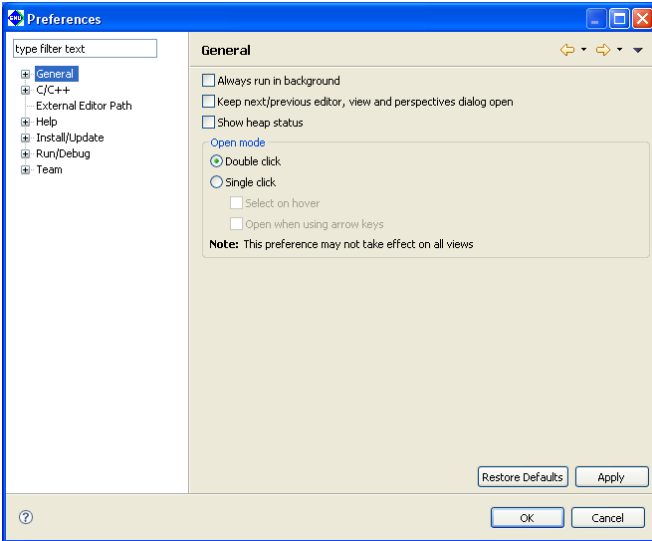 Preferences
type filter text
General
C/C++
External Editor Path
Help
Install/Update
Run/Debug
Team
General
Always run in background
Keep next/previous editor, view and perspectives dialog open
Show heap status
Open mode
Double click
Single click
Select on hover
Open when using arrow keys
Note: This preference may not take effect on all views
Restore Defaults
Apply
?
OK
Cancel